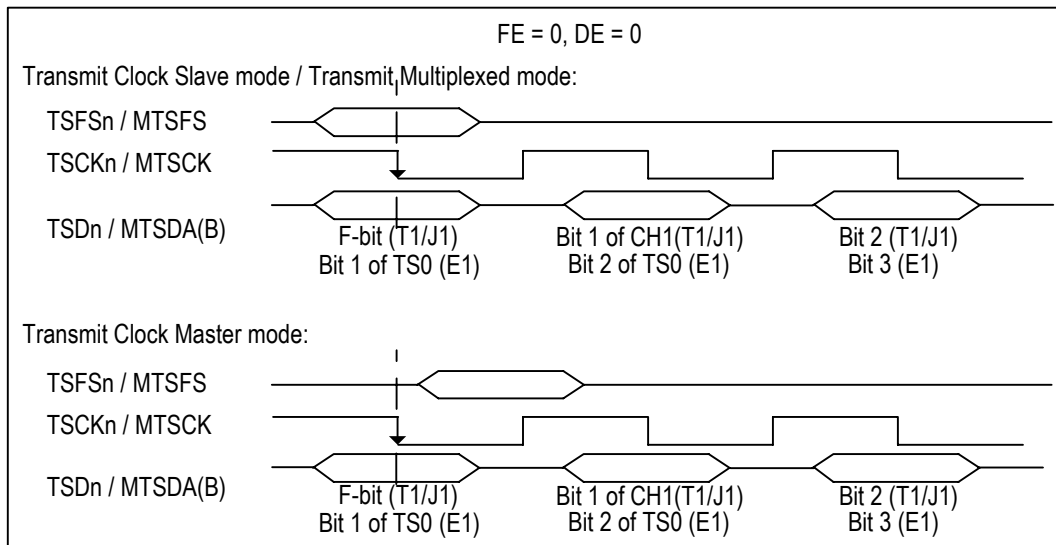 FE = 0, DE = 0
Transmit Clock Slave mode / Transmit Multiplexed mode:
TSFSn / MTSFS
TSCKn / MTSCK
TSDn / MTSDA(B)
F-bit (T1/J1) Bit 1 of CH1(T1/J1) Bit 2 (T1/J1)
Bit 1 of TS0 (E1) Bit 2 of TS0 (E1) Bit 3 (E1)
Transmit Clock Master mode:
TSFSn / MTSFS
TSCKn / MTSCK
TSDn / MTSDA(B)
F-bit (T1/J1) Bit 1 of CH1(T1/J1) Bit 2 (T1/J1)
Bit 1 of TS0 (E1) Bit 2 of TS0 (E1) Bit 3 (E1)